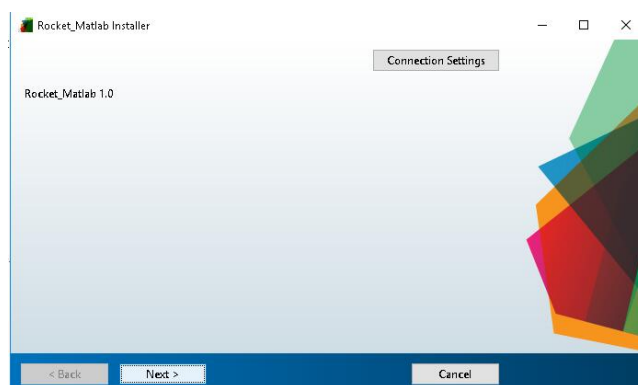 Rocket_Matlab Installer
Connection Settings
Rocket_Matlab 1.0
< Back
Next >
Cancel